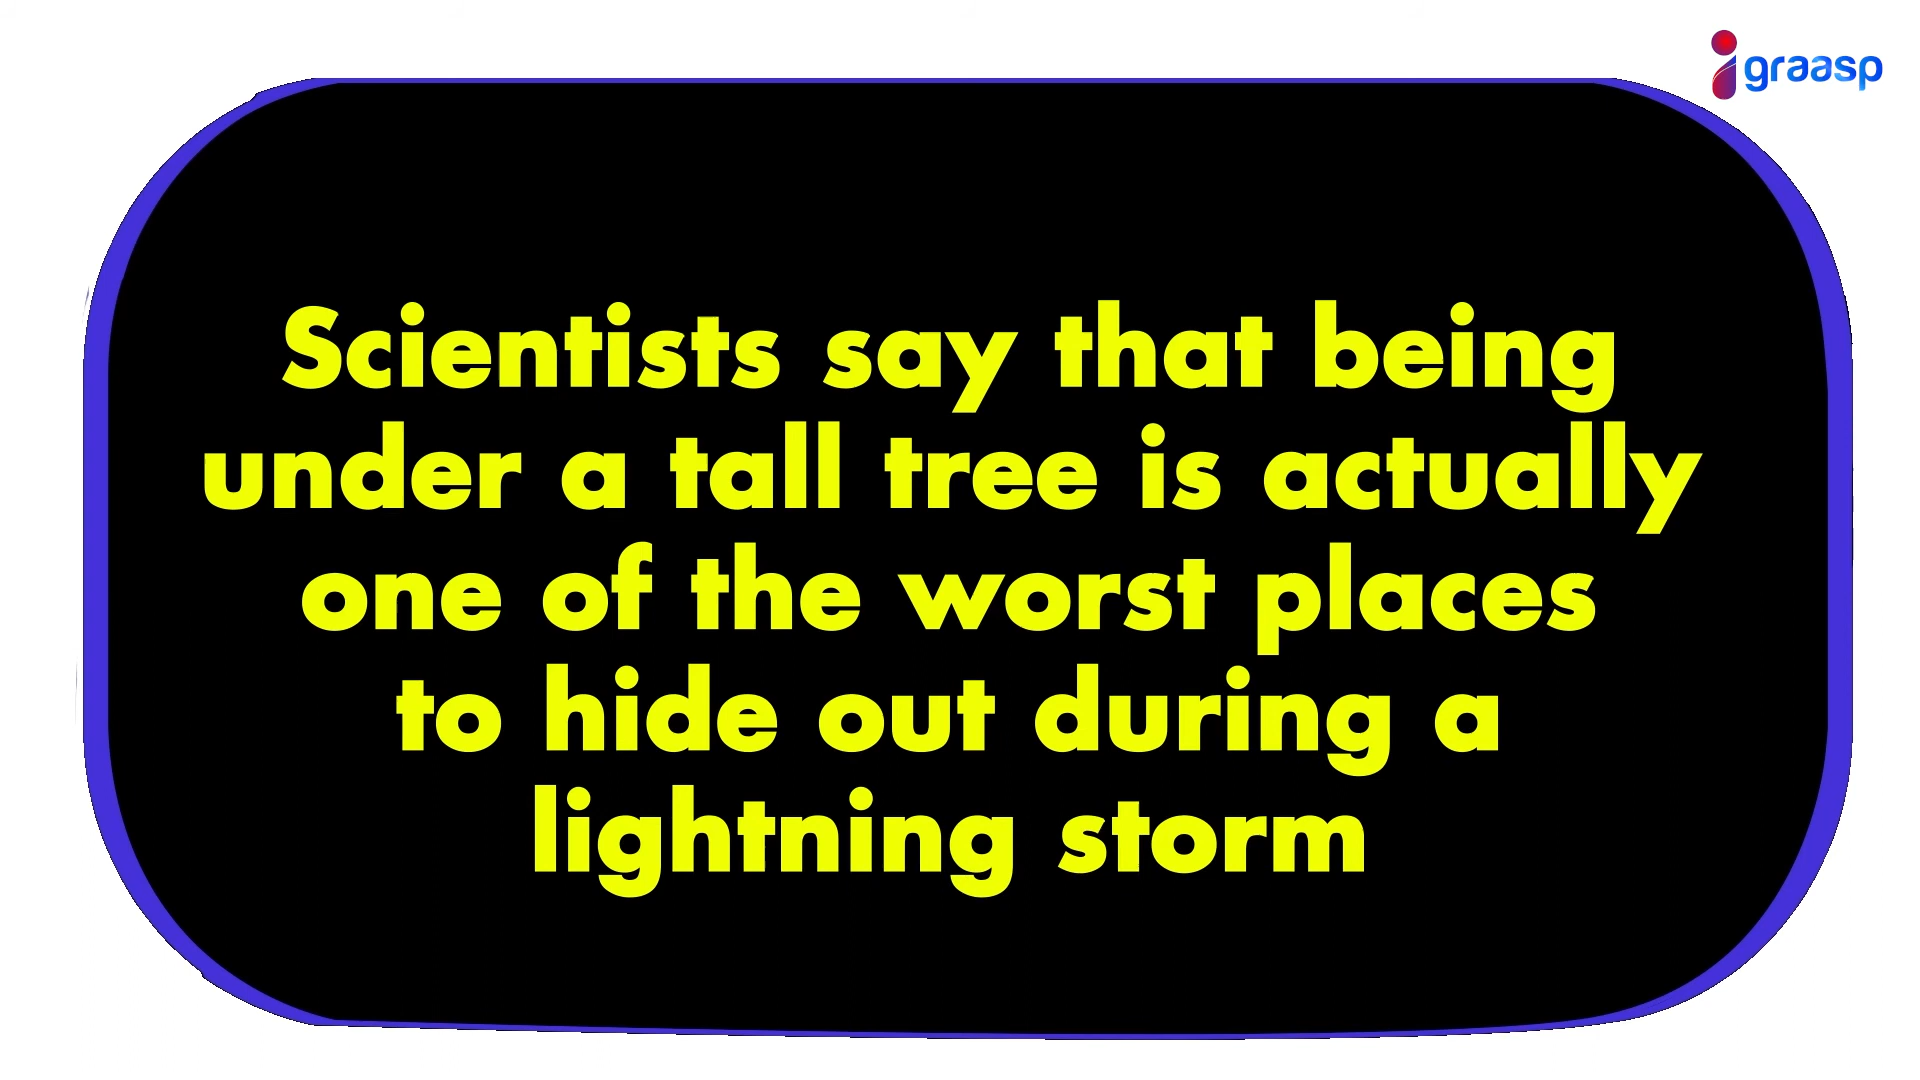 igraasp
Scientists say that being
under a tall tree is actually
one of the worst places
to hide out during a
lightning storm